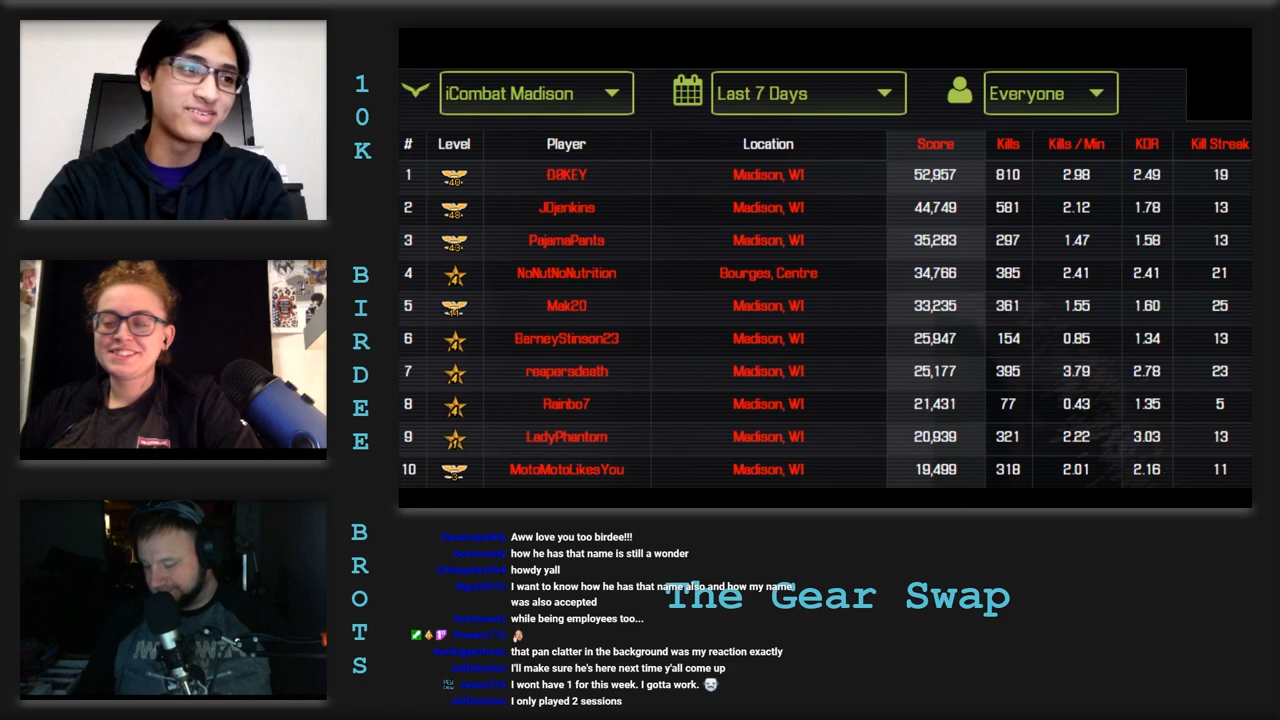 10K
BIRDEE
BROTS
iCombat Madison
Last 7 Days
Everyone
# Level Player Location Score Kills Kills / Min KDR Kill Streak
1 40 D0KEY Madison, WI 52,957 810 2.98 2.49 19
2 48 JDjenkins Madison, WI 44,749 581 2.12 1.78 13
3 43 PajamaPants Madison, WI 35,283 297 1.47 1.58 13
4 NoNutNoNutrition Bourges, Centre 34,766 385 2.41 2.41 21
5 Mak20 Madison, WI 33,235 361 1.55 1.60 25
6 BarneyStinson23 Madison, WI 25,947 154 0.85 1.34 13
7 reapersdeath Madison, WI 25,177 395 3.79 2.78 23
8 Rainbo7 Madison, WI 21,431 77 0.43 1.35 5
9 LadyPhantom Madison, WI 20,939 321 2.22 3.03 13
10 MotoMotoLikesYou Madison, WI 19,499 318 2.01 2.16 11
Aww love you too birdee!!!
how he has that name is still a wonder
howdy yall
I want to know how he has that name also and how my name
was also accepted
The Gear Swap
while being employees too...
that pan clatter in the background was my reaction exactly
I'll make sure he's here next time y'all come up
I wont have 1 for this week. I gotta work.
I only played 2 sessions